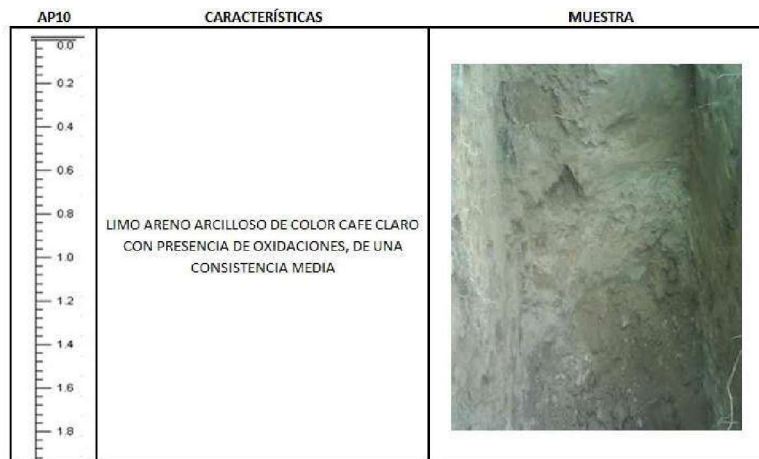 AP10 CARACTERÍSTICAS MUESTRA
0.0
0.2
0.4
0.6
0.8
LIMO ARENO ARCILLOSO DE COLOR CAFE CLARO
CON PRESENCIA DE OXIDACIONES, DE UNA
1.0
CONSISTENCIA MEDIA
1.2
1.4
1.6
1.8